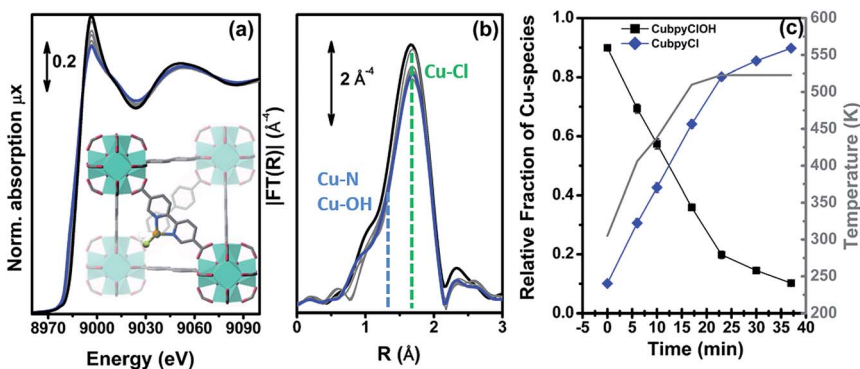 (a)
0.2
Norm. absorption µx
8970 9000 9030 9060 9090
Energy (eV)
(b)
2 Å⁻⁴
Cu-Cl
Cu-N
Cu-OH
|FT(R)| (Å⁻⁴)
0 1 2 3
R (Å)
(c)
CubpyClOH
CubpyCl
Relative Fraction of Cu-species
1.0
0.8
0.6
0.4
0.2
0.0
-5 0 5 10 15 20 25 30 35 40
Time (min)
600
550
500
450
400
350
300
250
200
Temperature (K)